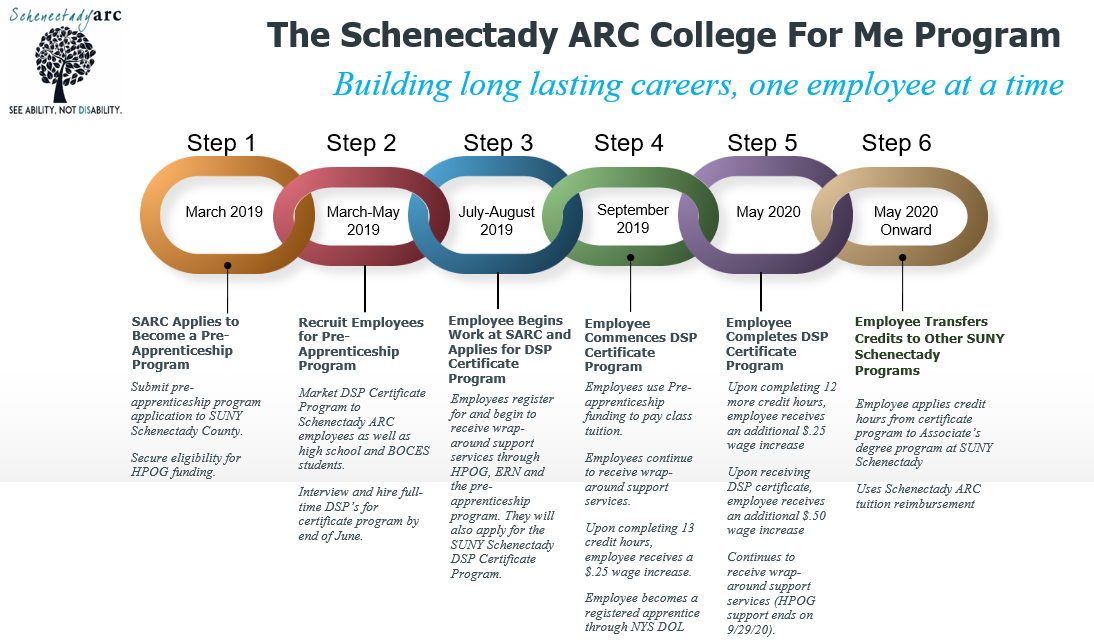 Schenectadyarc
SEE ABILITY, NOT DISABILITY.
The Schenectady ARC College For Me Program
Building long lasting careers, one employee at a time
Step 1
March 2019
SARC Applies to
Become a Pre-
Apprenticeship
Program
Submit pre-
apprenticeship program
application to SUNY
Schenectady County.
Secure eligibility for
HPOG funding.
Step 2
March-May
2019
Recruit Employees
for Pre-
Apprenticeship
Program
Market DSP Certificate
Program to
Schenectady ARC
employees as well as
high school and BOCES
students.
Interview and hire full-
time DSP's for
certificate program by
end of June.
Step 3
July-August
2019
Employee Begins
Work at SARC and
Applies for DSP
Certificate
Program
Employees register
for and begin to
receive wrap-
around support
services through
HPOG, ERN and
the pre-
apprenticeship
program. They will
also apply for the
SUNY Schenectady
DSP Certificate
Program.
Step 4
September
2019
Employee
Commences DSP
Certificate
Program
Employees use Pre-
apprenticeship
funding to pay class
tuition.
Employees continue
to receive wrap-
around support
services.
Upon completing 13
credit hours,
employee receives a
$.25 wage increase.
Employee becomes a
registered apprentice
through NYS DOL
Step 5
May 2020
Employee
Completes DSP
Certificate
Program
Upon completing 12
more credit hours,
employee receives
an additional $.25
wage increase
Upon receiving
DSP certificate,
employee receives
an additional $.50
wage increase
Continues to
receive wrap-
around support
services (HPOG
support ends on
9/29/20).
Step 6
May 2020
Onward
Employee Transfers
Credits to Other SUNY
Schenectady
Programs
Employee applies credit
hours from certificate
program to Associate's
degree program at SUNY
Schenectady
Uses Schenectady ARC
tuition reimbursement